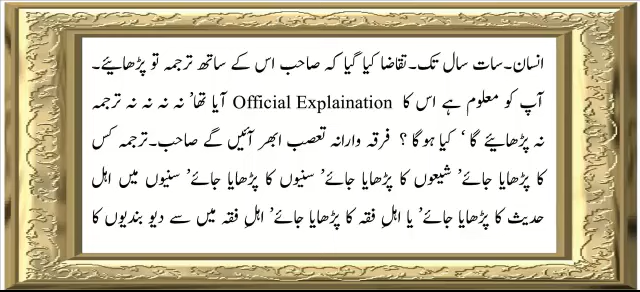 انسان۔سات سال تک۔تقاضا کیا گیا کہ صاحب اس کے ساتھ ترجمہ تو پڑھائیے۔
آپ کو معلوم ہے اس کا Official Explaination آیا تھا’ نہ نہ نہ نہ ترجمہ
نہ پڑھائیے گا ‘ کیا ہوگا ؟ فرقہ وارانہ تعصب ابھر آئیں گے صاحب۔ترجمہ کس
کا پڑھایا جائے’ شیعوں کا پڑھایا جائے’ سنیوں کا پڑھایا جائے’ سنیوں میں اہل
حدیث کا پڑھایا جائے’ یا اہلِ فقہ کا پڑھایا جائے’ اہلِ فقہ میں سے دیو بندیوں کا